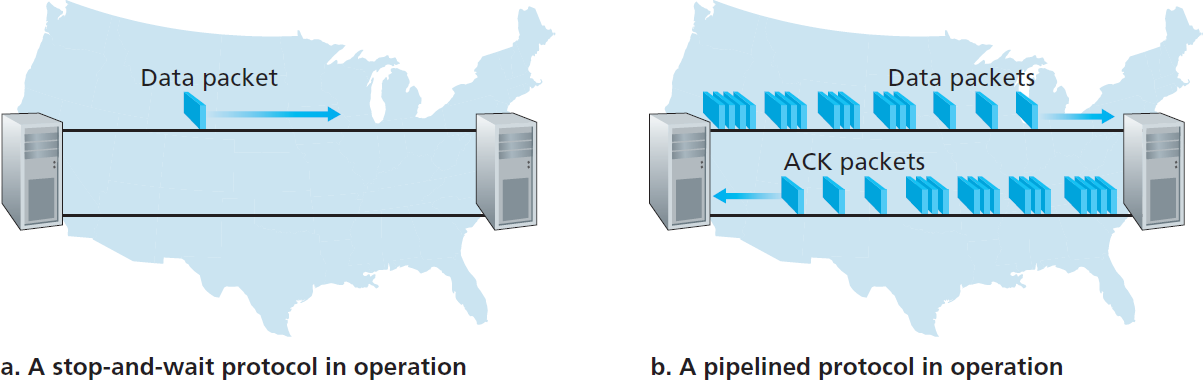 Data packet
a. A stop-and-wait protocol in operation
Data packets
ACK packets
b. A pipelined protocol in operation